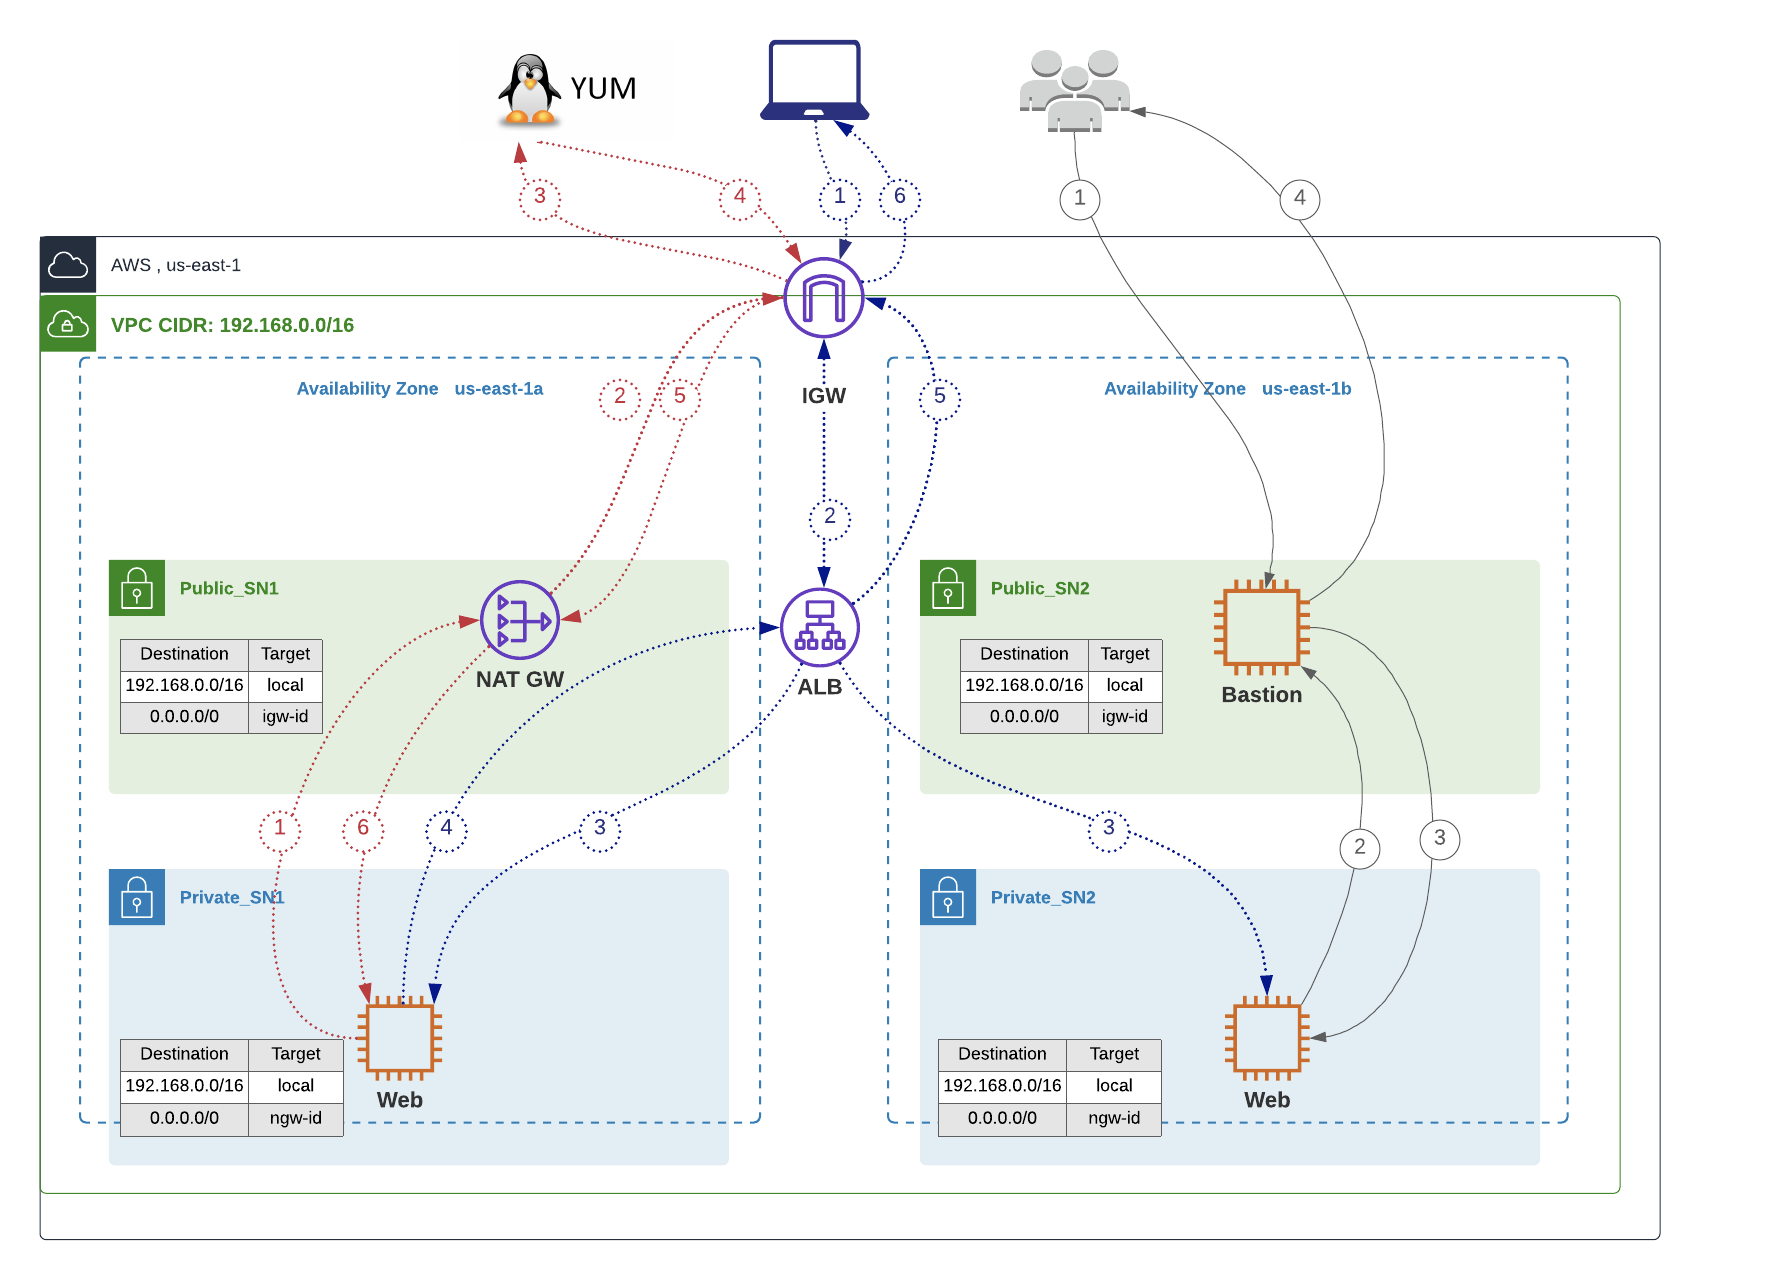 YUM
3
4
1
6
1
4
AWS , us-east-1
VPC CIDR: 192.168.0.0/16
Availability Zone us-east-1a
2
5
IGW
5
Availability Zone us-east-1b
2
Public_SN1
Destination Target
192.168.0.0/16 local
0.0.0.0/0 igw-id
NAT GW
ALB
Public_SN2
Destination Target
192.168.0.0/16 local
0.0.0.0/0 igw-id
Bastion
1
6
4
3
3
2
3
Private_SN1
Destination Target
192.168.0.0/16 local
0.0.0.0/0 ngw-id
Web
Private_SN2
Destination Target
192.168.0.0/16 local
0.0.0.0/0 ngw-id
Web